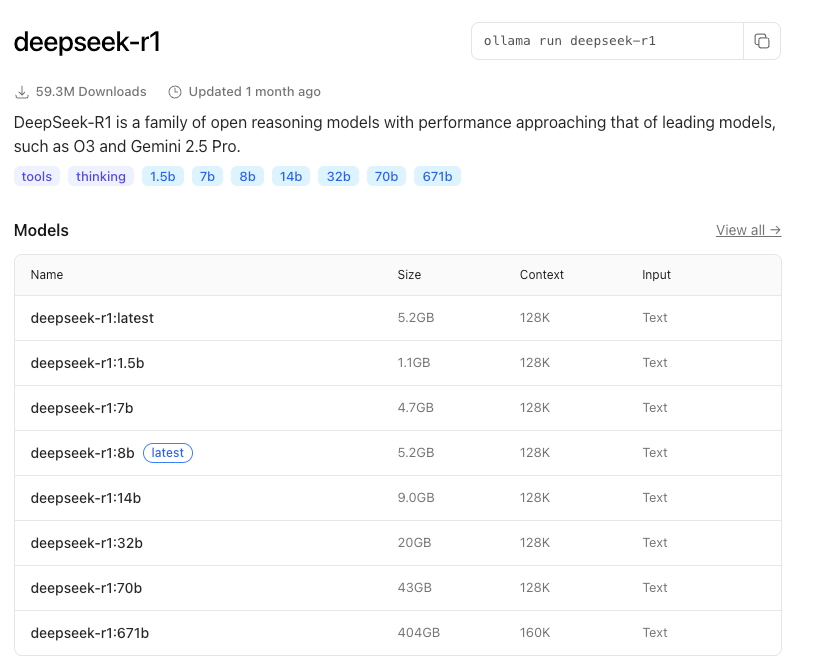 deepseek-r1
ollama run deepseek-r1
59.3M Downloads Updated 1 month ago
DeepSeek-R1 is a family of open reasoning models with performance approaching that of leading models,
such as O3 and Gemini 2.5 Pro.
tools thinking 1.5b 7b 8b 14b 32b 70b 671b
Models View all →
Name Size Context Input
deepseek-r1:latest 5.2GB 128K Text
deepseek-r1:1.5b 1.1GB 128K Text
deepseek-r1:7b 4.7GB 128K Text
deepseek-r1:8b latest 5.2GB 128K Text
deepseek-r1:14b 9.0GB 128K Text
deepseek-r1:32b 20GB 128K Text
deepseek-r1:70b 43GB 128K Text
deepseek-r1:671b 404GB 160K Text